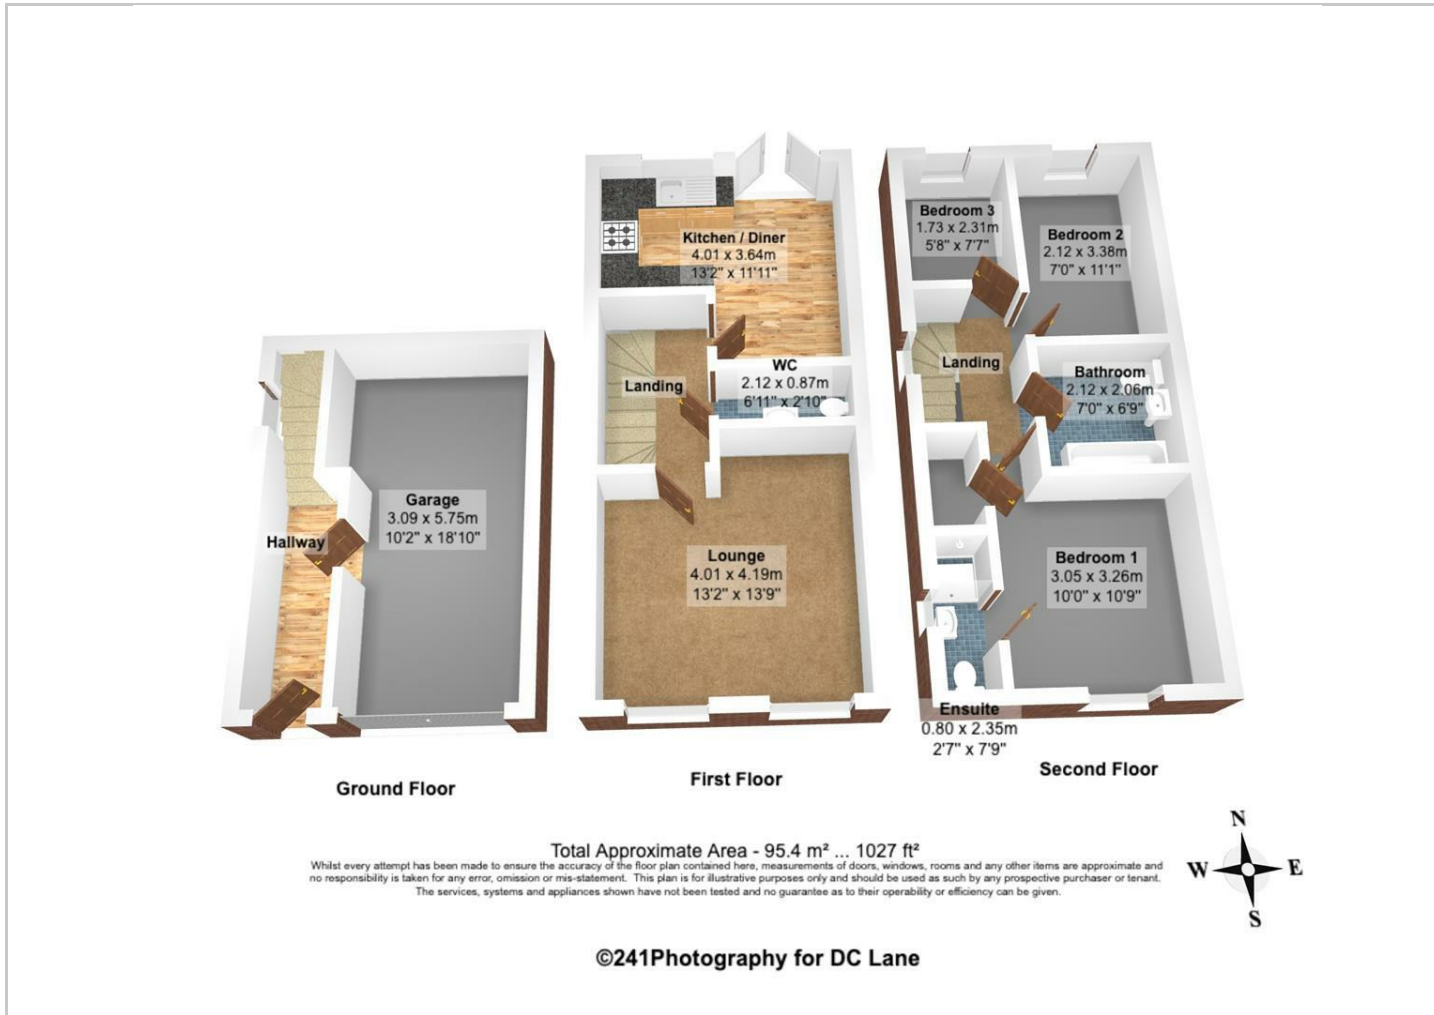 Kitchen / Diner
4.01 x 3.64m
13'2" x 11'11"
Bedroom 3
1.73 x 2.31m
5'8" x 7'7"
Bedroom 2
2.12 x 3.38m
7'0" x 11'1"
Landing
WC
2.12 x 0.87m
6'11" x 2'10"
Landing
Bathroom
2.12 x 2.06m
7'0" x 6'9"
Garage
3.09 x 5.75m
10'2" x 18'10"
Hallway
Lounge
4.01 x 4.19m
13'2" x 13'9"
Bedroom 1
3.05 x 3.26m
10'0" x 10'9"
Ensuite
0.80 x 2.35m
2'7" x 7'9"
Ground Floor
First Floor
Second Floor
Total Approximate Area - 95.4 m² ... 1027 ft²
Whilst every attempt has been made to ensure the accuracy of the floor plan contained here, measurements of doors, windows, rooms and any other items are approximate and
no responsibility is taken for any error, omission or mis-statement. This plan is for illustrative purposes only and should be used as such by any prospective purchaser or tenant.
The services, systems and appliances shown have not been tested and no guarantee as to their operability or efficiency can be given.
N
W E
S
©241Photography for DC Lane